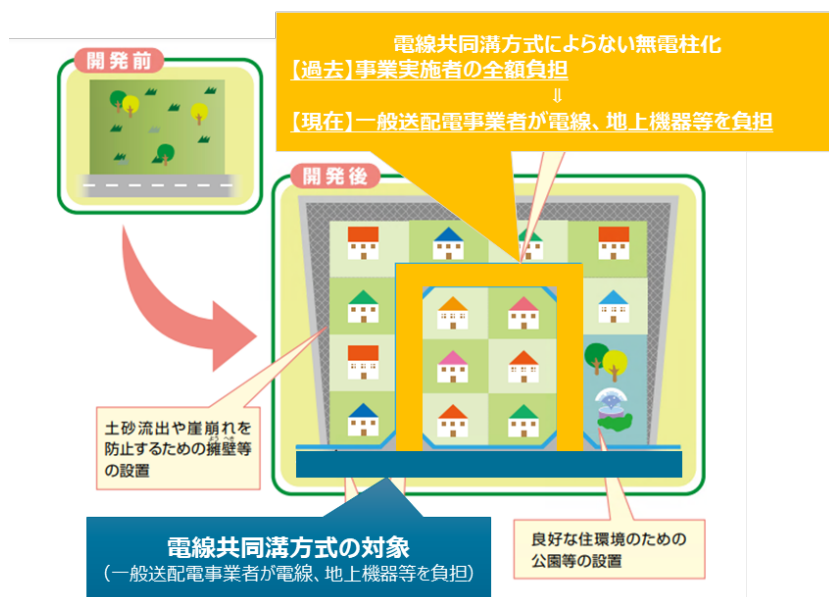 電線共同溝方式によらない無電柱化
【過去】事業実施者の全額負担
⇓
【現在】一般送配電事業者が電線、地上機器等を負担
開発前
開発後
土砂流出や崖崩れを
防止するための擁壁等
の設置
電線共同溝方式の対象
（一般送配電事業者が電線、地上機器等を負担）
良好な住環境のための
公園等の設置